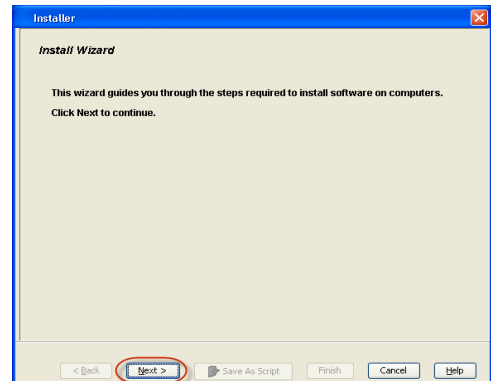 Installer
Install Wizard
This wizard guides you through the steps required to install software on computers.
Click Next to continue.
< Back Next > Save As Script Finish Cancel Help